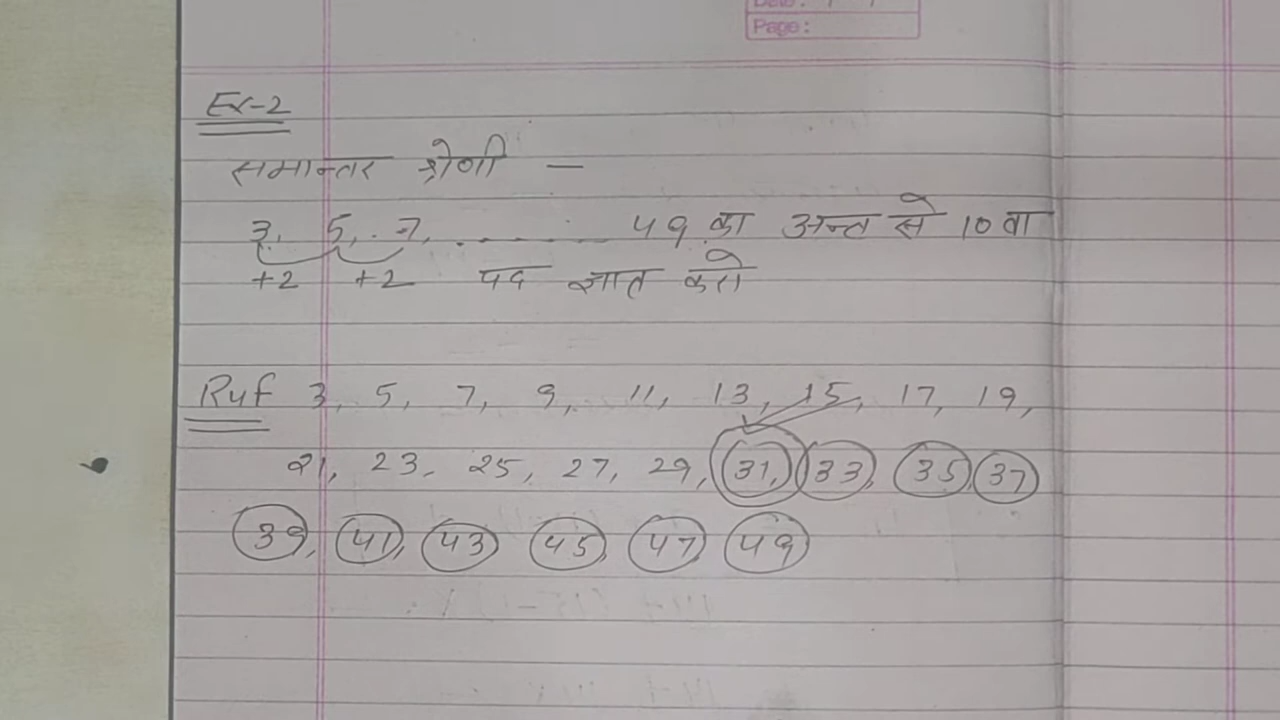 Page:
Ex-2
समान्तर श्रेणी —
3, 5, 7, ........ 49 का अन्त से 10 वा
+2 +2 पद ज्ञात करो
Ruf 3, 5, 7, 9, 11, 13, 15, 17, 19,
21, 23, 25, 27, 29, 31, 33, 35 37
39, 41, 43 45, 47, 49